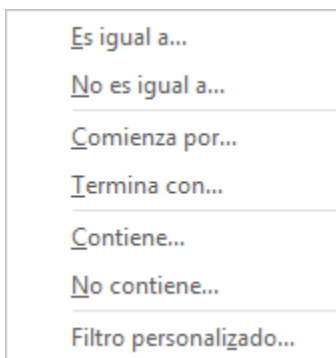 Es igual a...
No es igual a...
Comienza por...
Termina con...
Contiene...
No contiene...
Filtro personalizado...